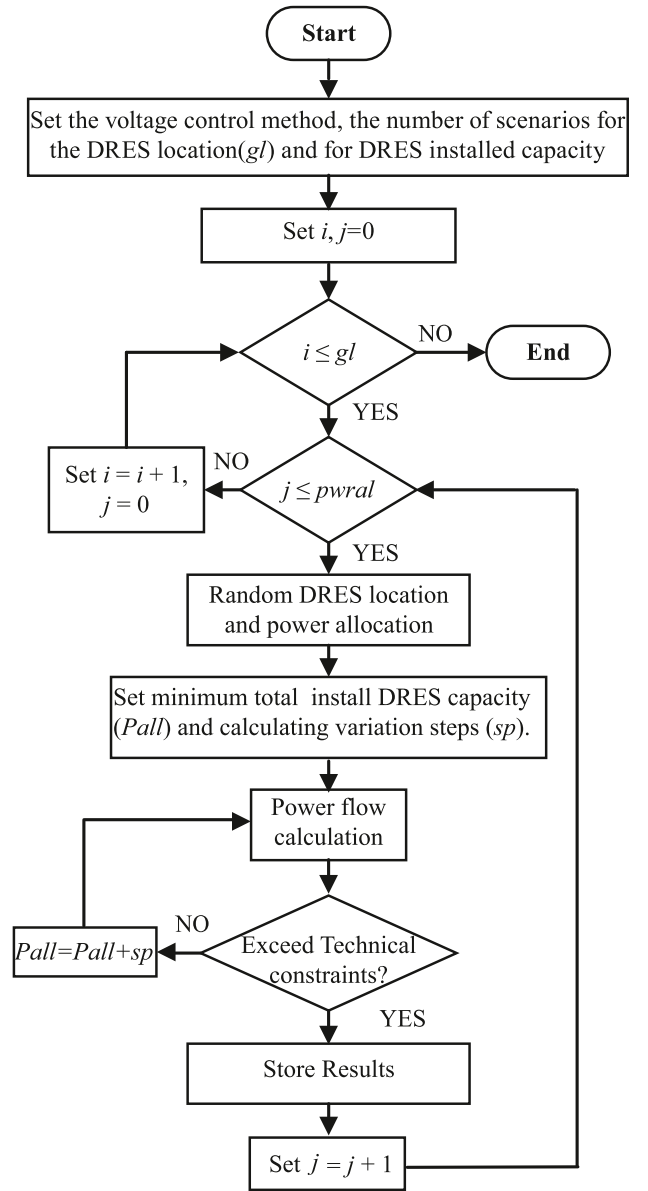 Start
Set the voltage control method, the number of scenarios for
the DRES location(gl) and for DRES installed capacity
Set i, j=0
i ≤ gl
NO
End
YES
Set i = i + 1,
j = 0
NO
j ≤ pwral
YES
Random DRES location
and power allocation
Set minimum total install DRES capacity
(Pall) and calculating variation steps (sp).
Power flow
calculation
NO
Pall=Pall+sp
Exceed Technical
constraints?
YES
Store Results
Set j = j + 1